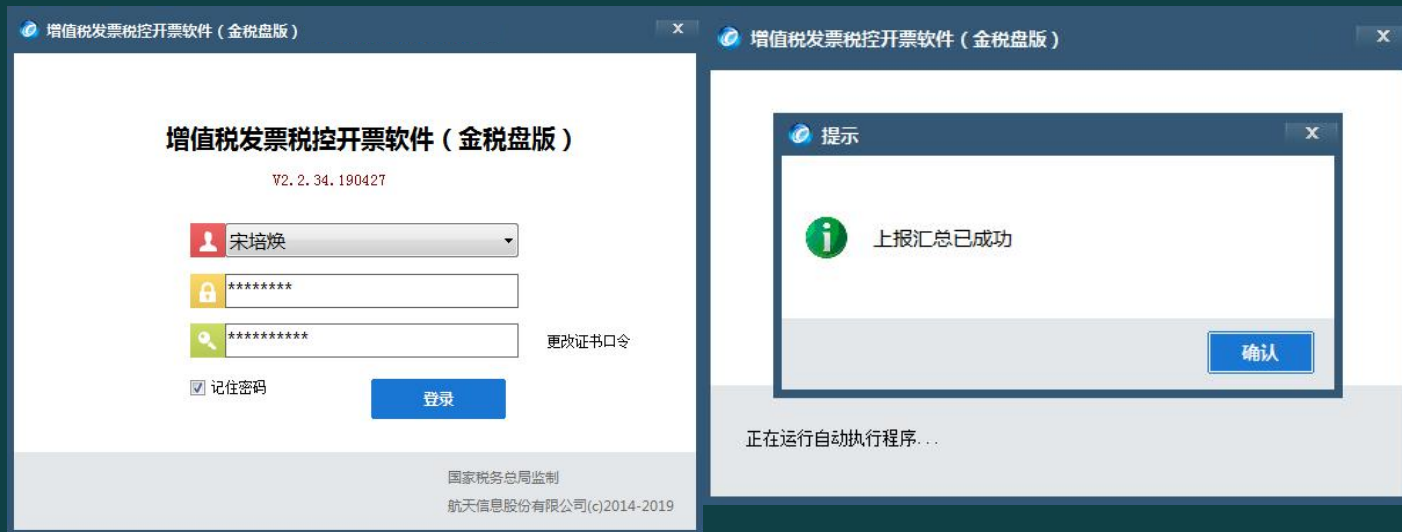 增值税发票税控开票软件(金税盘版)
X
增值税发票税控开票软件(金税盘版)
V2.2.34.190427
宋培焕
********
**********
更改证书口令
记住密码
登录
国家税务总局监制
航天信息股份有限公司(c)2014-2019
增值税发票税控开票软件(金税盘版)
X
提示
X
上报汇总已成功
确认
正在运行自动执行程序...